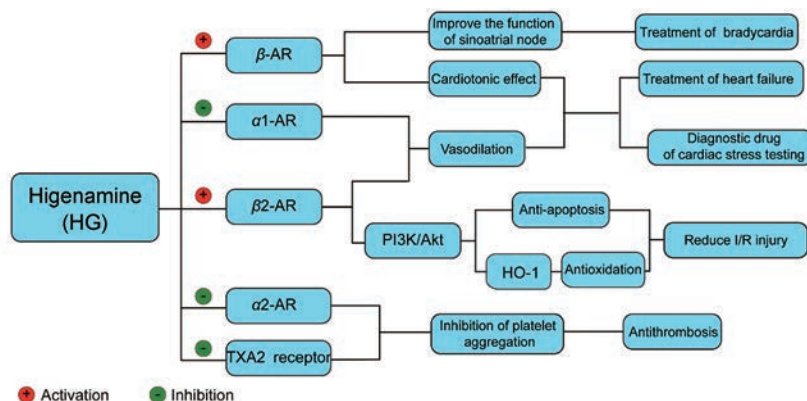 Higenamine
(HG)
+
β-AR
Improve the function
of sinoatrial node
Treatment of bradycardia
Cardiotonic effect
Treatment of heart failure
-
α1-AR
Vasodilation
Diagnostic drug
of cardiac stress testing
+
β2-AR
PI3K/Akt
Anti-apoptosis
HO-1
Antioxidation
Reduce I/R injury
-
α2-AR
Inhibition of platelet
aggregation
Antithrombosis
-
TXA2 receptor
+ Activation
- Inhibition